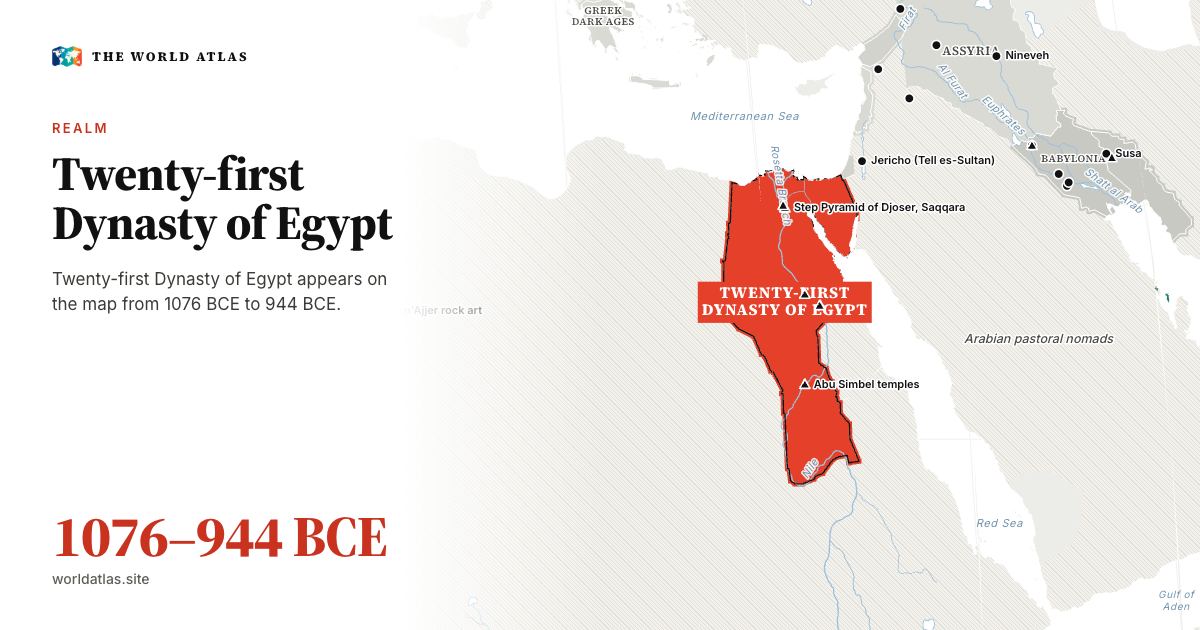 THE WORLD ATLAS
REALM
Twenty-first
Dynasty of Egypt
Twenty-first Dynasty of Egypt appears on
the map from 1076 BCE to 944 BCE.
1076–944 BCE
worldatlas.site
GREEK
DARK AGES
Firat
ASSYRIA
Nineveh
Al Furat
Euphrates
Mediterranean Sea
BABYLONIA
Susa
Shatt al Arab
Jericho (Tell es-Sultan)
Rosetta Branch
Step Pyramid of Djoser, Saqqara
TWENTY-FIRST
DYNASTY OF EGYPT
n'Ajjer rock art
Arabian pastoral nomads
Abu Simbel temples
Nile
Red Sea
Gulf of
Aden